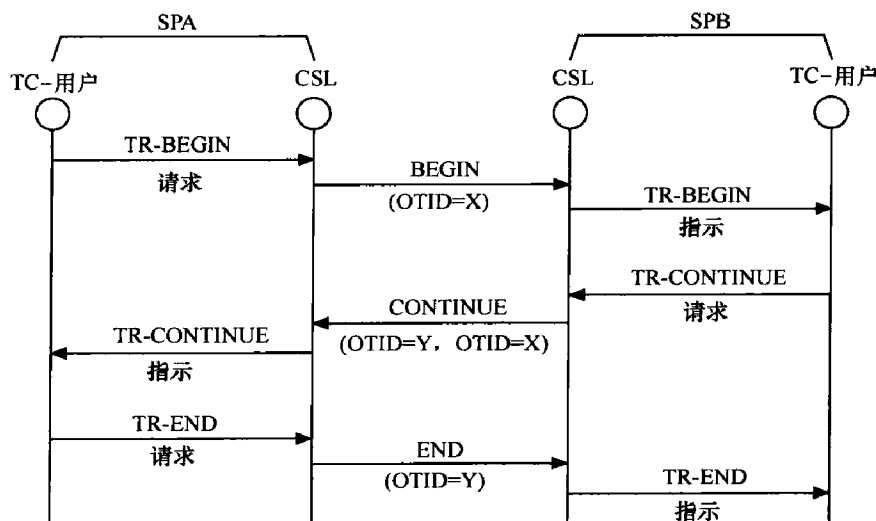 SPA
SPB
TC-用户
CSL
CSL
TC-用户
TR-BEGIN
请求
BEGIN
(OTID=X)
TR-BEGIN
指示
TR-CONTINUE
请求
CONTINUE
(OTID=Y，OTID=X)
TR-CONTINUE
指示
TR-END
请求
END
(OTID=Y)
TR-END
指示